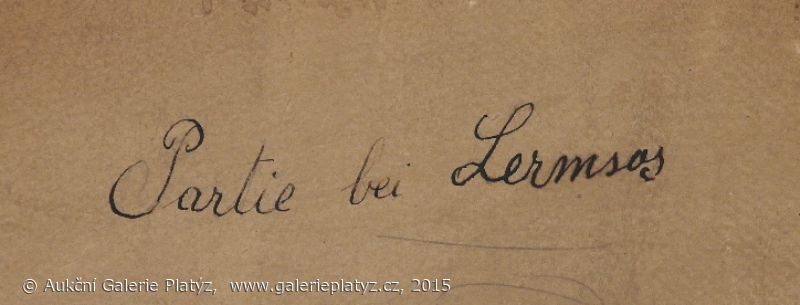 Partie bei Lermsos
© Aukční Galerie Platýz, www.galerieplatyz.cz, 2015